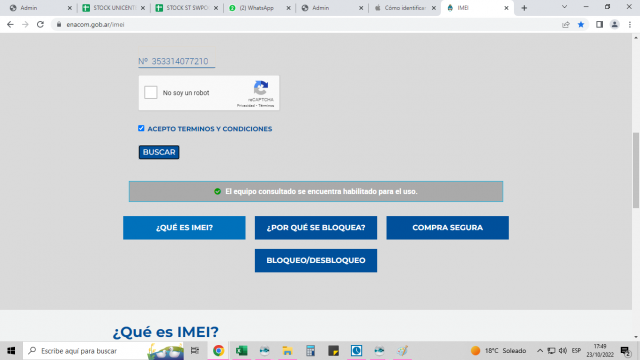 Admin
STOCK UNICENT
STOCK ST SWPO
(2) WhatsApp
Admin
Cómo identifica
IMEI
enacom.gob.ar/imei
Nº 353314077210
No soy un robot
reCAPTCHA
Privacidad - Términos
ACEPTO TERMINOS Y CONDICIONES
BUSCAR
El equipo consultado se encuentra habilitado para el uso.
¿QUÉ ES IMEI?
¿POR QUÉ SE BLOQUEA?
COMPRA SEGURA
BLOQUEO/DESBLOQUEO
¿Qué es IMEI?
Escribe aquí para buscar
18°C Soleado
ESP
17:49
23/10/2022